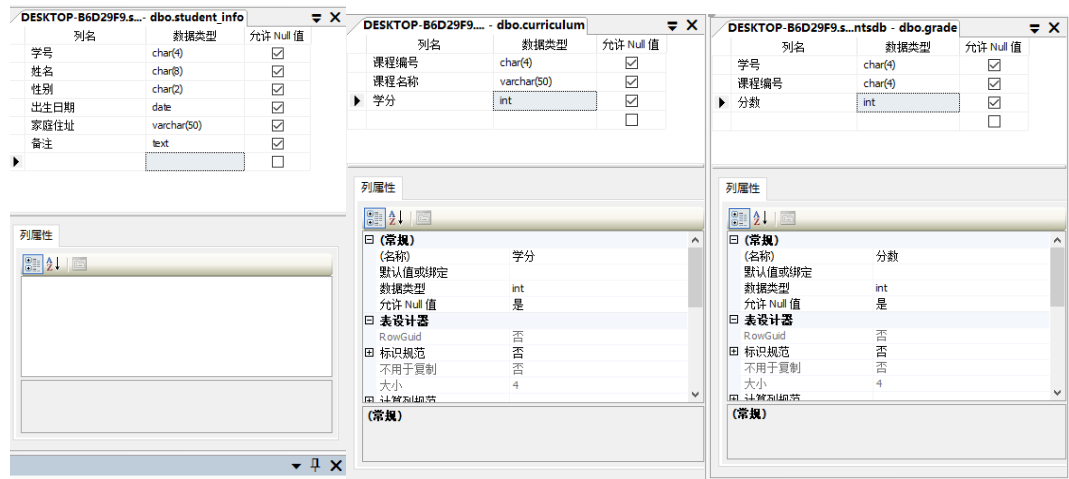 DESKTOP-B6D29F9.s...- dbo.student_info
列名 数据类型 允许 Null 值
学号 char(4)
姓名 char(8)
性别 char(2)
出生日期 date
家庭住址 varchar(50)
备注 text
列属性
DESKTOP-B6D29F9.... - dbo.curriculum
列名 数据类型 允许 Null 值
课程编号 char(4)
课程名称 varchar(50)
学分 int
列属性
(常规)
(名称) 学分
默认值或绑定
数据类型 int
允许 Null 值 是
表设计器
RowGuid 否
标识规范 否
不用于复制 否
大小 4
计算列规范
(常规)
DESKTOP-B6D29F9.s...ntsdb - dbo.grade
列名 数据类型 允许 Null 值
学号 char(4)
课程编号 char(4)
分数 int
列属性
(常规)
(名称) 分数
默认值或绑定
数据类型 int
允许 Null 值 是
表设计器
RowGuid 否
标识规范 否
不用于复制 否
大小 4
计算列规范
(常规)